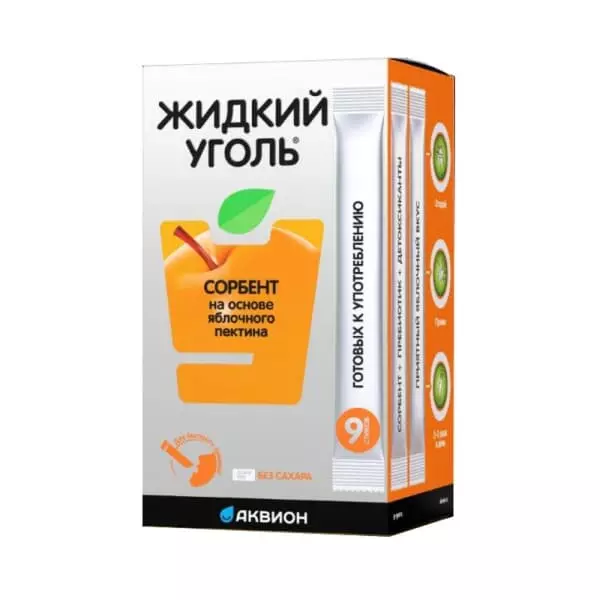 ЖИДКИЙ
УГОЛЬ®
СОРБЕНТ
на основе
яблочного
пектина
ГОТОВЫХ К УПОТРЕБЛЕНИЮ
9
СТИКОВ
БЕЗ САХАРА
АКВИОН
СОРБЕНТ + ПРЕБИОТИК + ДЕТОКСИКАНТЫ
ПРИЯТНЫЙ ЯБЛОЧНЫЙ ВКУС